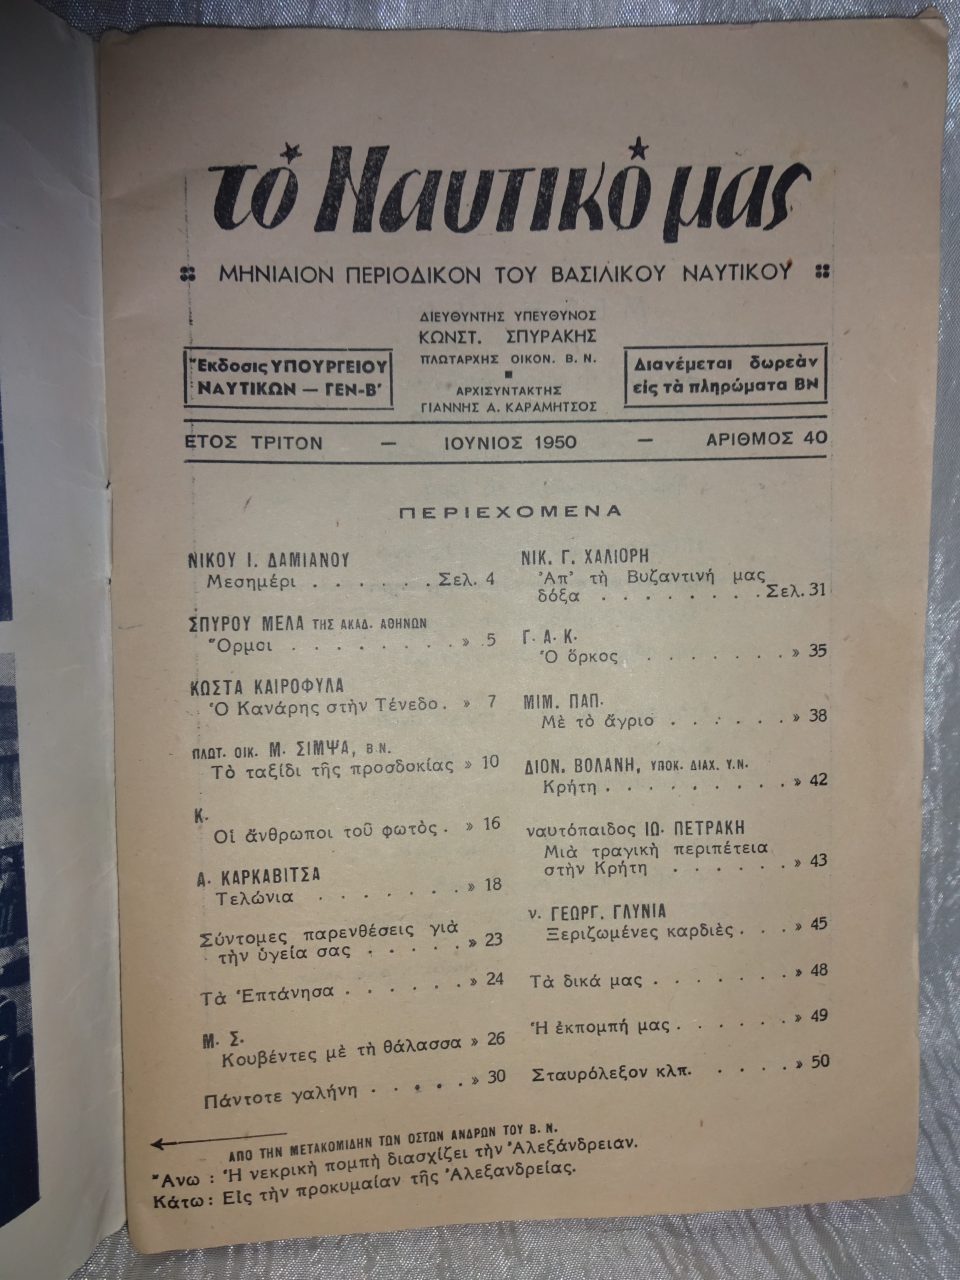 τὸ Ναυτικὸ μας
ΜΗΝΙΑΙΟΝ ΠΕΡΙΟΔΙΚΟΝ ΤΟΥ ΒΑΣΙΛΙΚΟΥ ΝΑΥΤΙΚΟΥ
Ἔκδοσις ΥΠΟΥΡΓΕΙΟΥ
ΝΑΥΤΙΚΩΝ — ΓΕΝ-Β'
ΔΙΕΥΘΥΝΤΗΣ ΥΠΕΥΘΥΝΟΣ
ΚΩΝΣΤ. ΣΠΥΡΑΚΗΣ
ΠΛΩΤΑΡΧΗΣ ΟΙΚΟΝ. Β. Ν.
ΑΡΧΙΣΥΝΤΑΚΤΗΣ
ΓΙΑΝΝΗΣ Α. ΚΑΡΑΜΗΤΣΟΣ
Διανέμεται δωρεὰν
εἰς τὰ πληρώματα ΒΝ
ΕΤΟΣ ΤΡΙΤΟΝ — ΙΟΥΝΙΟΣ 1950 — ΑΡΙΘΜΟΣ 40
ΠΕΡΙΕΧΟΜΕΝΑ
ΝΙΚΟΥ Ι. ΔΑΜΙΑΝΟΥ
Μεσημέρι . . . . . . Σελ. 4
ΣΠΥΡΟΥ ΜΕΛΑ ΤΗΣ ΑΚΑΔ. ΑΘΗΝΩΝ
Ὅρμοι . . . . . . . . » 5
ΚΩΣΤΑ ΚΑΙΡΟΦΥΛΑ
Ὁ Κανάρης στὴν Τένεδο. » 7
ΠΛΩΤ. ΟΙΚ. Μ. ΣΙΜΨΑ, Β.Ν.
Τὸ ταξίδι τῆς προσδοκίας » 10
Κ.
Οἱ ἄνθρωποι τοῦ φωτὸς . » 16
Α. ΚΑΡΚΑΒΙΤΣΑ
Τελώνια . . . . . . . » 18
Σύντομες παρενθέσεις γιὰ
τὴν ὑγεία σας . . . . . » 23
Τὰ Ἑπτάνησα . . . . . . » 24
Μ. Σ.
Κουβέντες μὲ τὴ θάλασσα » 26
Πάντοτε γαλήνη . . . . . » 30
ΝΙΚ. Γ. ΧΑΛΙΟΡΗ
Ἀπ' τὴ Βυζαντινή μας
δόξα . . . . . . . . Σελ. 31
Γ. Α. Κ.
Ὁ ὅρκος . . . . . . . » 35
ΜΙΜ. ΠΑΠ.
Μὲ τὸ ἄγριο . . . . . . » 38
ΔΙΟΝ. ΒΟΛΑΝΗ, ΥΠΟΚ. ΔΙΑΧ. Υ.Ν.
Κρήτη . . . . . . . . . » 42
ναυτόπαιδος ΙΩ. ΠΕΤΡΑΚΗ
Μιὰ τραγικὴ περιπέτεια
στὴν Κρήτη . . . . . . » 43
ν. ΓΕΩΡΓ. ΓΛΥΝΙΑ
Ξεριζωμένες καρδιὲς . . . » 45
Τὰ δικά μας . . . . . . » 48
Ἡ ἐκπομπή μας . . . . . . » 49
Σταυρόλεξον κλπ. . . . . » 50
ΑΠΟ ΤΗΝ ΜΕΤΑΚΟΜΙΔΗΝ ΤΩΝ ΟΣΤΩΝ ΑΝΔΡΩΝ ΤΟΥ Β. Ν.
Ἄνω : Ἡ νεκρικὴ πομπὴ διασχίζει τὴν Ἀλεξάνδρειαν.
Κάτω : Εἰς τὴν προκυμαίαν τῆς Ἀλεξανδρείας.